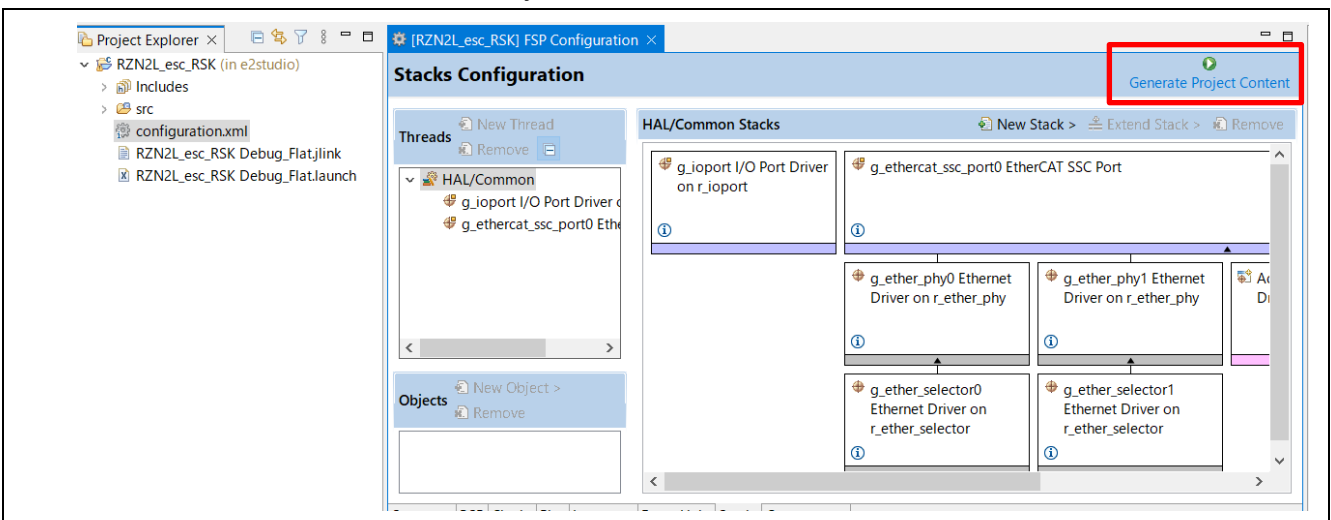 Project Explorer
[RZN2L_esc_RSK] FSP Configuration
RZN2L_esc_RSK (in e2studio)
Includes
src
configuration.xml
RZN2L_esc_RSK Debug_Flat.jlink
RZN2L_esc_RSK Debug_Flat.launch
Stacks Configuration
Generate Project Content
Threads
New Thread
Remove
HAL/Common
g_ioport I/O Port Driver
g_ethercat_ssc_port0
Objects
New Object >
Remove
HAL/Common Stacks
New Stack >
Extend Stack >
Remove
g_ioport I/O Port Driver
on r_ioport
g_ethercat_ssc_port0 EtherCAT SSC Port
g_ether_phy0 Ethernet
Driver on r_ether_phy
g_ether_phy1 Ethernet
Driver on r_ether_phy
g_ether_selector0
Ethernet Driver on
r_ether_selector
g_ether_selector1
Ethernet Driver on
r_ether_selector